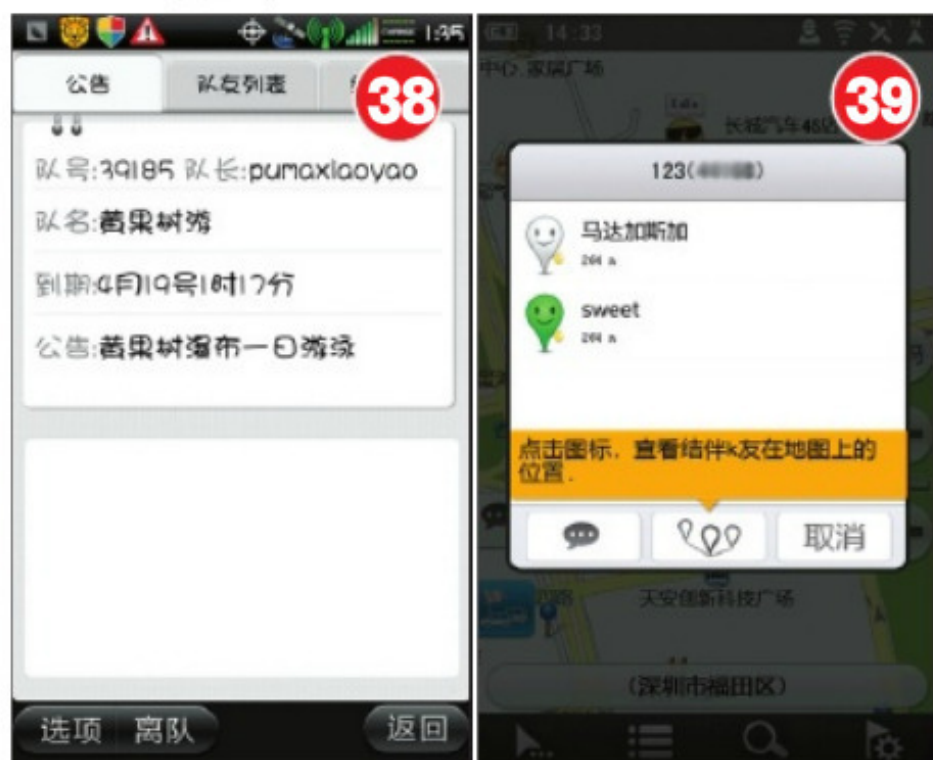 1:35
公告
队友列表
38
队号:39185 队长:pumaxiaoyao
队名:黄果树游
到期:4月19号1时17分
公告:黄果树瀑布一日游泳
选项 离队
返回
14:33
中心 家居广场
39
长城汽车4S店
123(
马达加斯加
sweet
点击图标, 查看结伴k友在地图上的
位置.
取消
天安创新科技广场
(深圳市福田区)